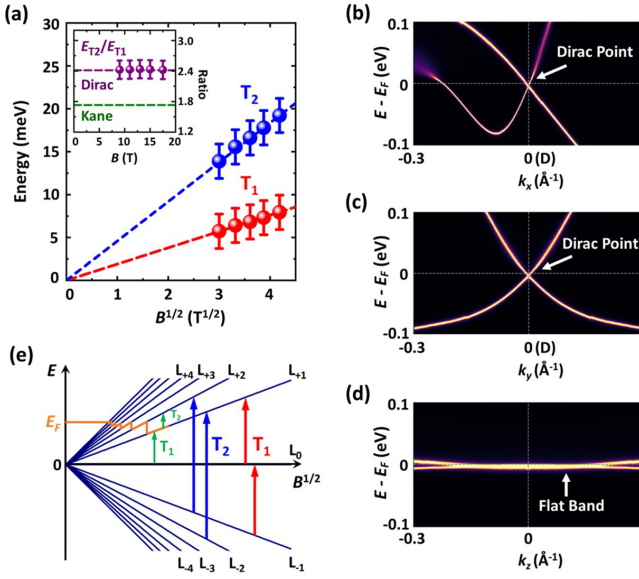 (a)
30
25
20
15
10
5
0
Energy (meV)
E_T2/E_T1
Dirac
Kane
3.0
2.4
1.8
1.2
Ratio
0 5 10 15 20
B (T)
T₂
T₁
0 1 2 3 4
B^1/2 (T^1/2)
(b)
0.1
0
-0.1
E - E_F (eV)
Dirac Point
-0.3 0 (D)
kₓ (Å⁻¹)
(c)
0.1
0
-0.1
E - E_F (eV)
Dirac Point
-0.3 0 (D)
k_y (Å⁻¹)
(d)
0.1
0
-0.1
E - E_F (eV)
Flat Band
-0.3 0
k_z (Å⁻¹)
(e)
E
E_F
0
L₊₄ L₊₃ L₊₂
L₊₁
T₂
T₁
T₂
T₁
L₀
B^1/2
L₋₄ L₋₃ L₋₂
L₋₁